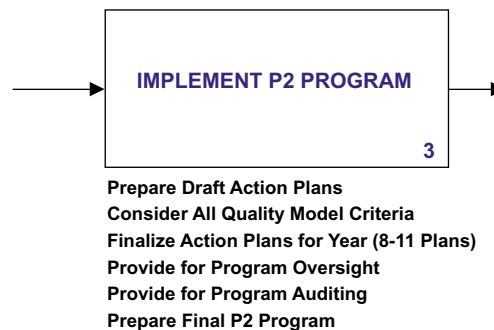 IMPLEMENT P2 PROGRAM
3
Prepare Draft Action Plans
Consider All Quality Model Criteria
Finalize Action Plans for Year (8-11 Plans)
Provide for Program Oversight
Provide for Program Auditing
Prepare Final P2 Program